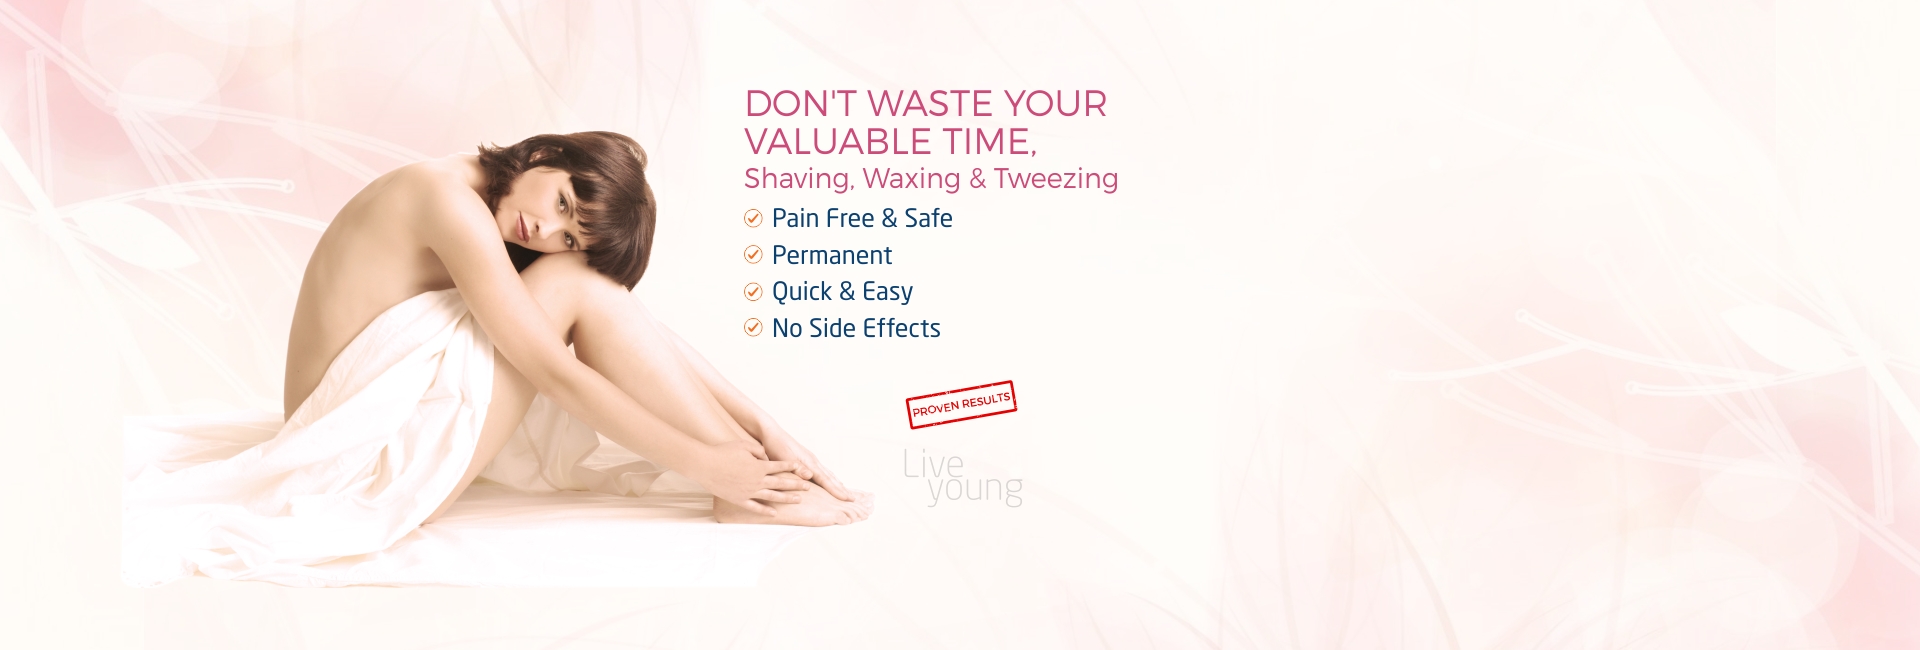 DON'T WASTE YOUR
VALUABLE TIME,
Shaving, Waxing & Tweezing
Pain Free & Safe
Permanent
Quick & Easy
No Side Effects
PROVEN RESULTS
Live
young